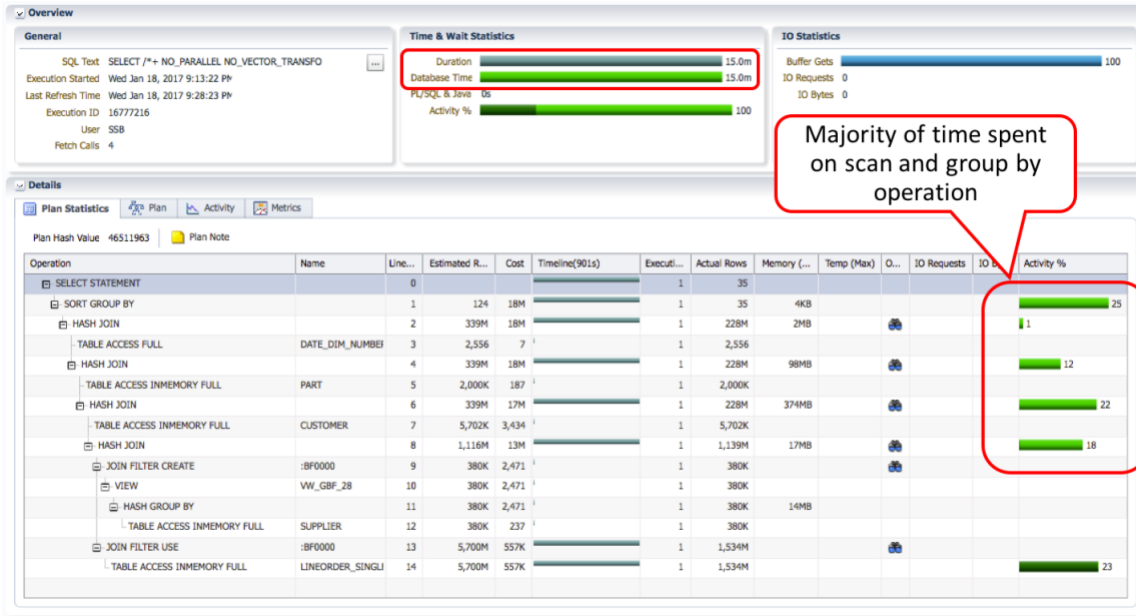 Overview
General
SQL Text SELECT /*+ NO_PARALLEL NO_VECTOR_TRANSFO ...
Execution Started Wed Jan 18, 2017 9:13:22 PM
Last Refresh Time Wed Jan 18, 2017 9:28:23 PM
Execution ID 16777216
User SSB
Fetch Calls 4
Time & Wait Statistics
Duration 15.0m
Database Time 15.0m
PL/SQL & Java 0s
Activity % 100
IO Statistics
Buffer Gets 100
IO Requests 0
IO Bytes 0
Majority of time spent
on scan and group by
operation
Details
Plan Statistics Plan Activity Metrics
Plan Hash Value 46511963 Plan Note
Operation Name Line... Estimated R... Cost Timeline(901s) Executi... Actual Rows Memory (... Temp (Max) O... IO Requests IO B... Activity %
SELECT STATEMENT 0 1 35
SORT GROUP BY 1 124 18M 1 35 4KB 25
HASH JOIN 2 339M 18M 1 228M 2MB 1
TABLE ACCESS FULL DATE_DIM_NUMBER 3 2,556 7 1 2,556
HASH JOIN 4 339M 18M 1 228M 98MB 12
TABLE ACCESS INMEMORY FULL PART 5 2,000K 187 1 2,000K
HASH JOIN 6 339M 17M 1 228M 374MB 22
TABLE ACCESS INMEMORY FULL CUSTOMER 7 5,702K 3,434 1 5,702K
HASH JOIN 8 1,116M 13M 1 1,139M 17MB 18
JOIN FILTER CREATE :BF0000 9 380K 2,471 1 380K
VIEW VW_GBF_28 10 380K 2,471 1 380K
HASH GROUP BY 11 380K 2,471 1 380K 14MB
TABLE ACCESS INMEMORY FULL SUPPLIER 12 380K 237 1 380K
JOIN FILTER USE :BF0000 13 5,700M 557K 1 1,534M
TABLE ACCESS INMEMORY FULL LINEORDER_SINGLI 14 5,700M 557K 1 1,534M 23